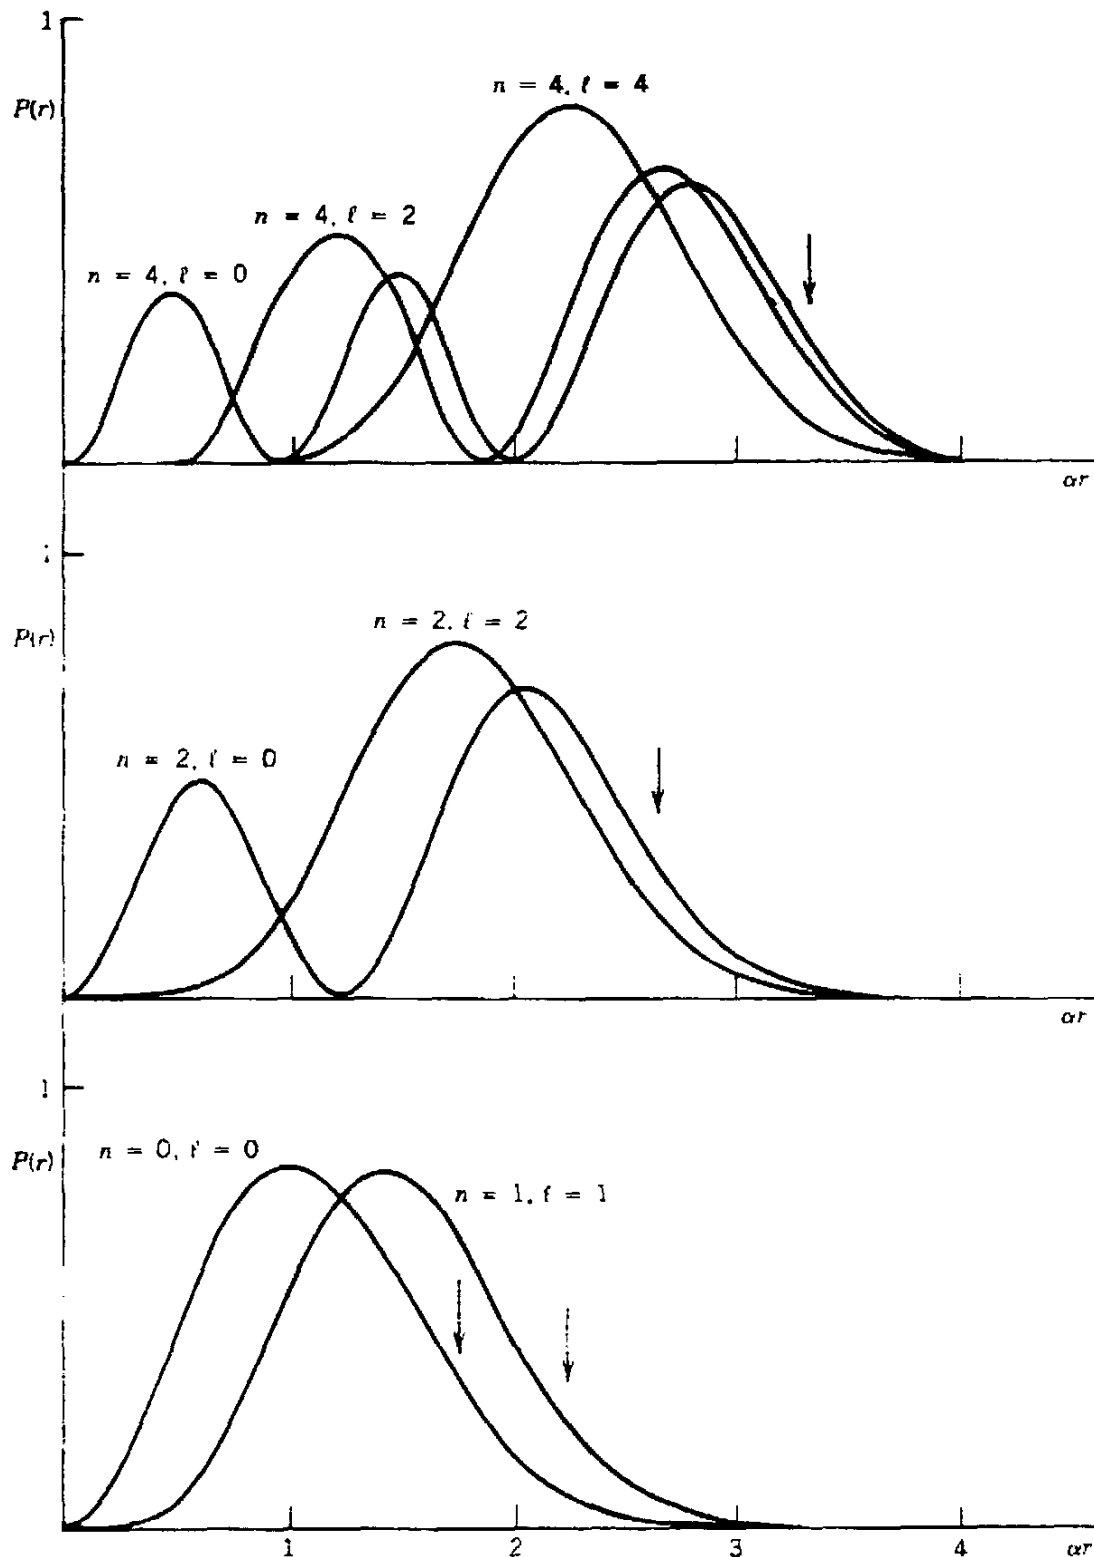 1
P(r)
n = 4, ℓ = 4
n = 4, ℓ = 2
n = 4, ℓ = 0
αr
1
P(r)
n = 2, ℓ = 2
n = 2, ℓ = 0
αr
1
P(r)
n = 0, ℓ = 0
n = 1, ℓ = 1
1 2 3 4 αr